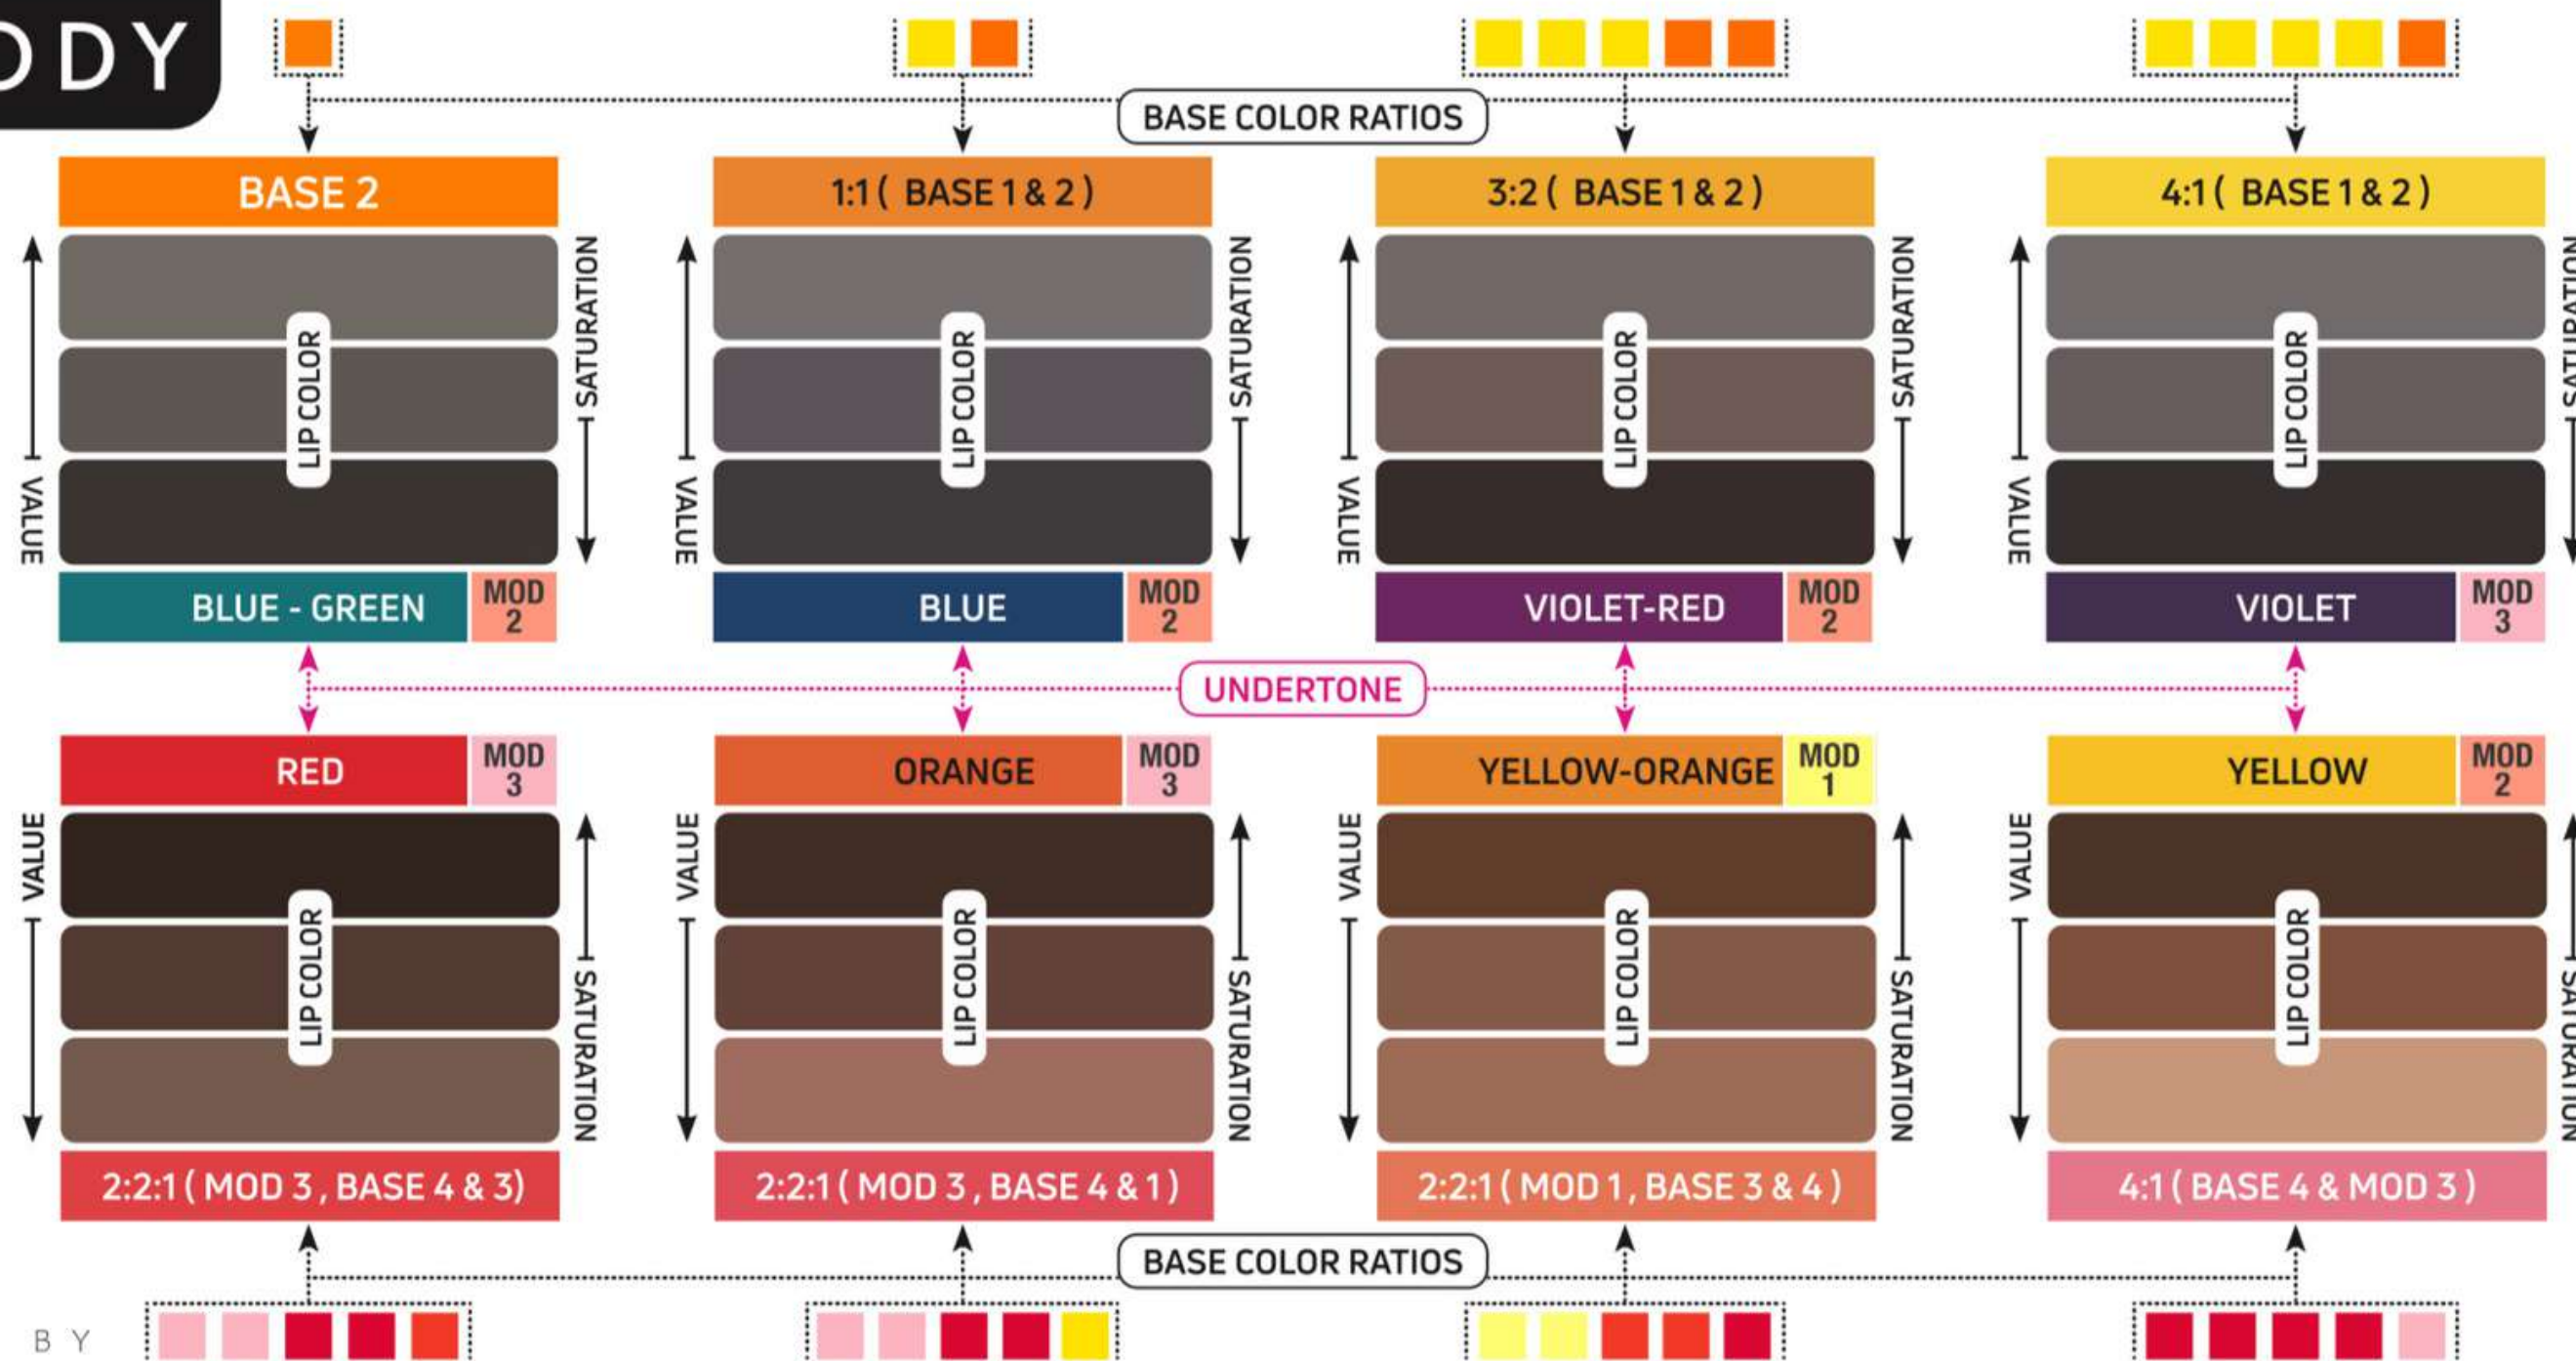 ODY
BASE COLOR RATIOS
BASE 2
1:1 ( BASE 1 & 2 )
3:2 ( BASE 1 & 2 )
4:1 ( BASE 1 & 2 )
VALUE
LIP COLOR
SATURATION
VALUE
LIP COLOR
SATURATION
VALUE
LIP COLOR
SATURATION
VALUE
LIP COLOR
SATURATION
BLUE - GREEN
MOD
2
BLUE
MOD
2
VIOLET-RED
MOD
2
VIOLET
MOD
3
UNDERTONE
RED
MOD
3
ORANGE
MOD
3
YELLOW-ORANGE
MOD
1
YELLOW
MOD
2
VALUE
LIP COLOR
SATURATION
VALUE
LIP COLOR
SATURATION
VALUE
LIP COLOR
SATURATION
VALUE
LIP COLOR
SATURATION
2:2:1 ( MOD 3 , BASE 4 & 3)
2:2:1 ( MOD 3 , BASE 4 & 1 )
2:2:1 ( MOD 1, BASE 3 & 4 )
4:1 ( BASE 4 & MOD 3 )
BASE COLOR RATIOS
BY